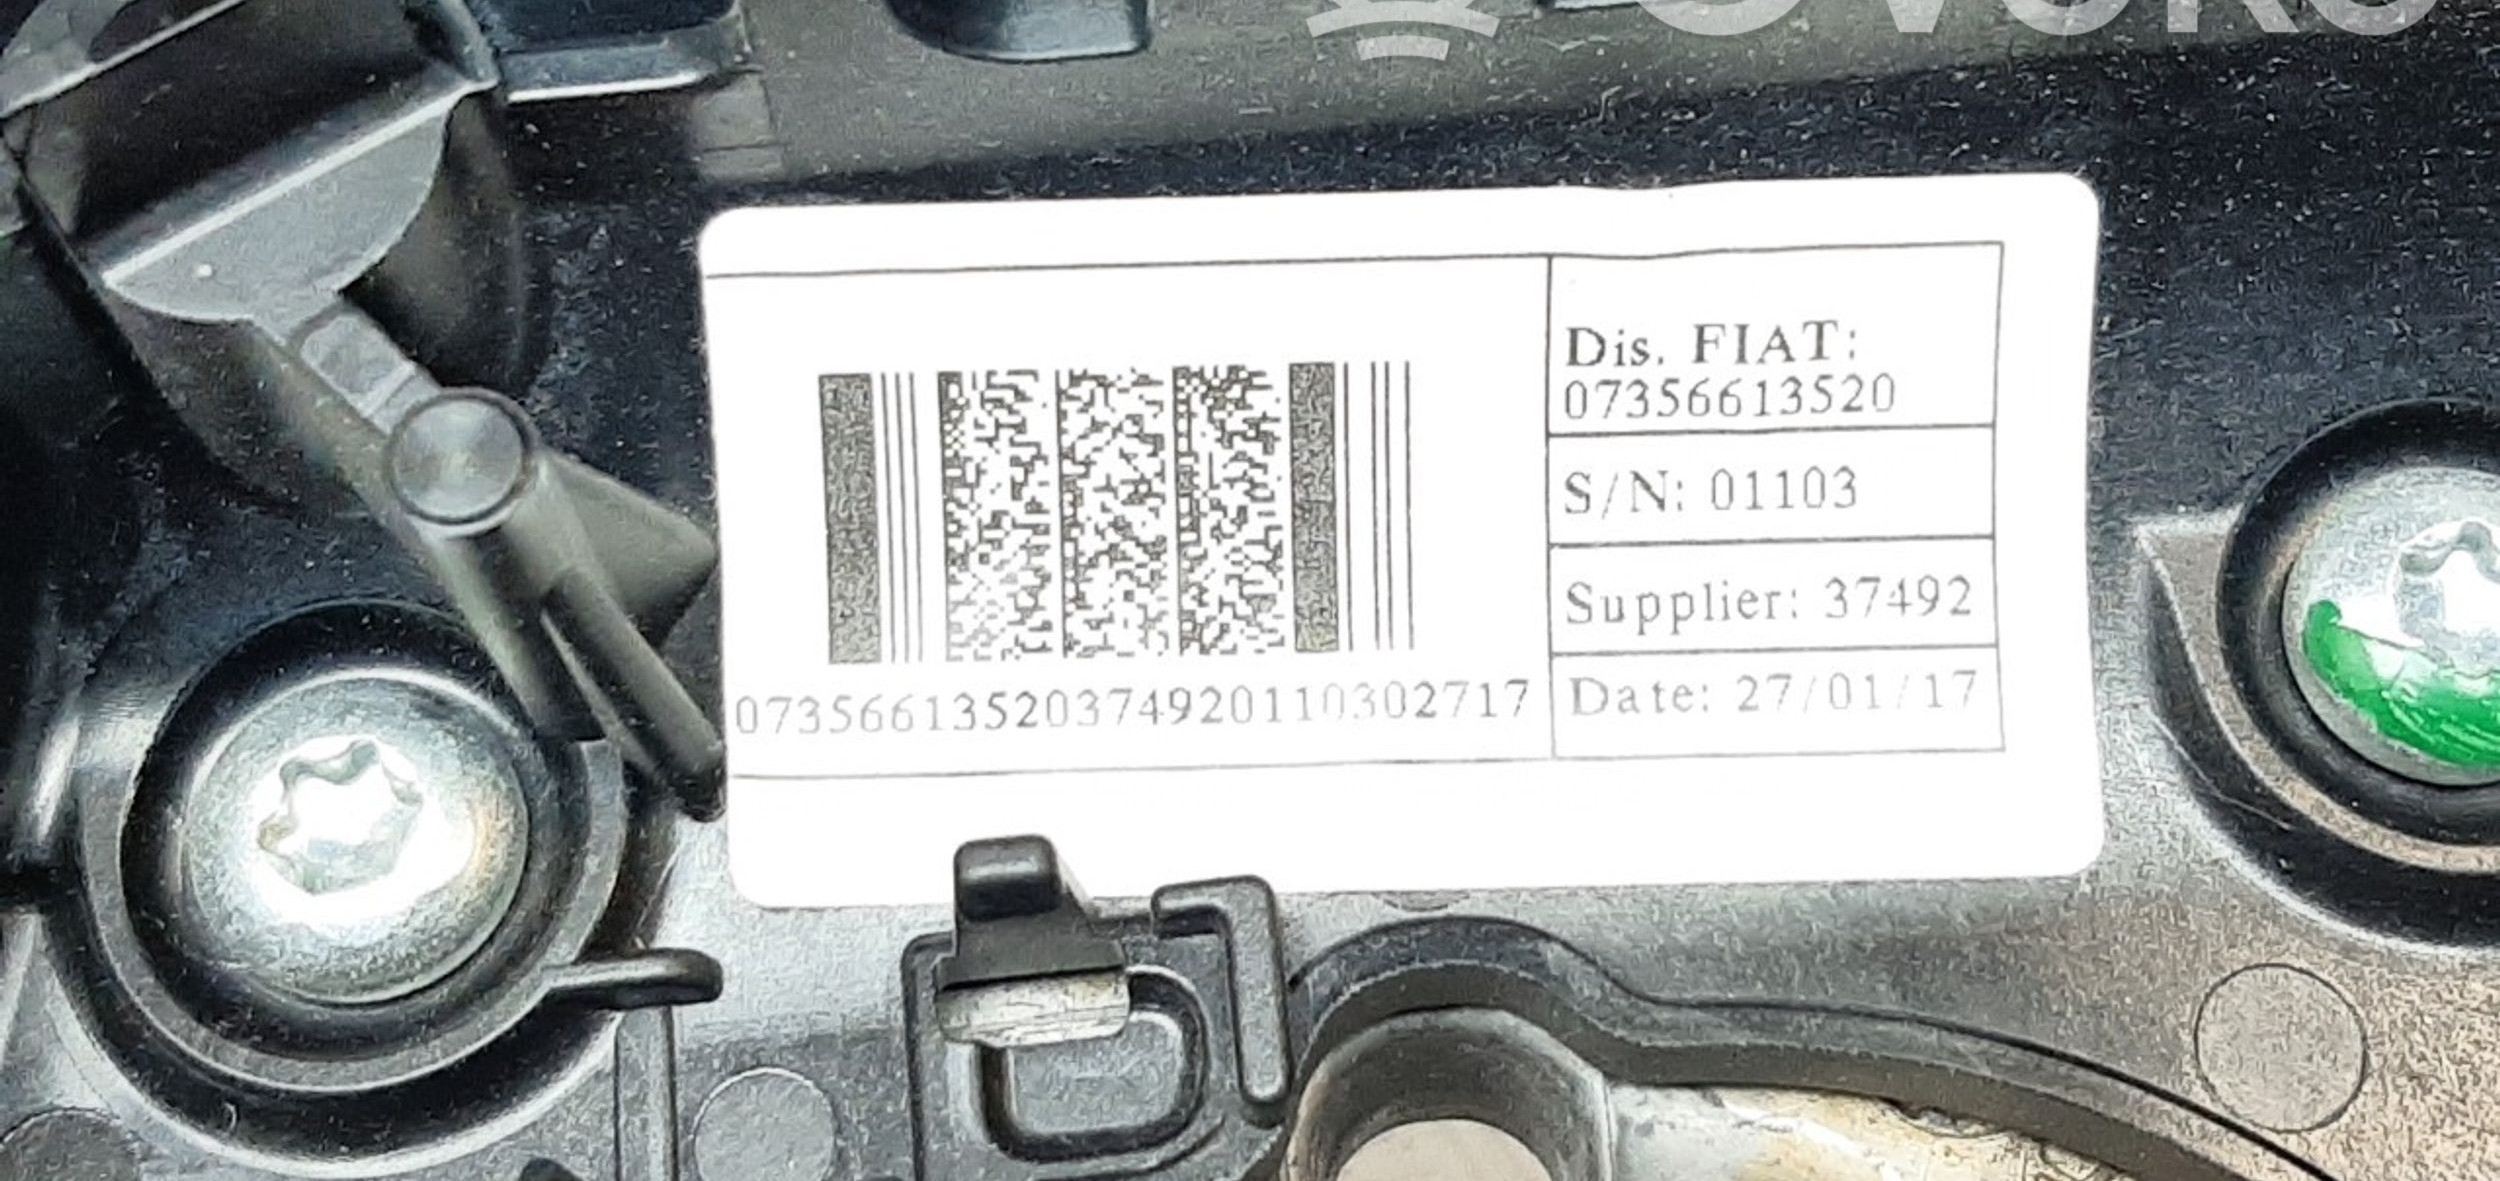 Dis. FIAT:
07356613520
S/N: 01103
Supplier: 37492
Date: 27/01/17
07356613520374920110302717